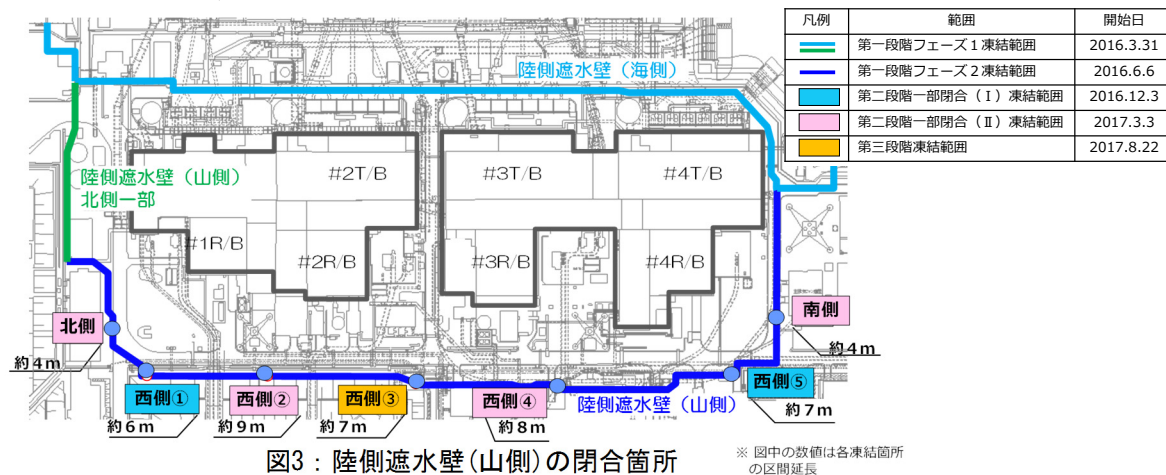 凡例 範囲 開始日
第一段階フェーズ1凍結範囲 2016.3.31
第一段階フェーズ2凍結範囲 2016.6.6
第二段階一部閉合（Ⅰ）凍結範囲 2016.12.3
第二段階一部閉合（Ⅱ）凍結範囲 2017.3.3
第三段階凍結範囲 2017.8.22
陸側遮水壁（海側）
陸側遮水壁（山側）
北側一部
#2T/B
#3T/B
#4T/B
#1R/B
#2R/B
#3R/B
#4R/B
北側
約4m
南側
約4m
西側①
約6m
西側②
約9m
西側③
約7m
西側④
約8m
陸側遮水壁（山側）
西側⑤
約7m
図3：陸側遮水壁(山側)の閉合箇所
※ 図中の数値は各凍結箇所
の区間延長